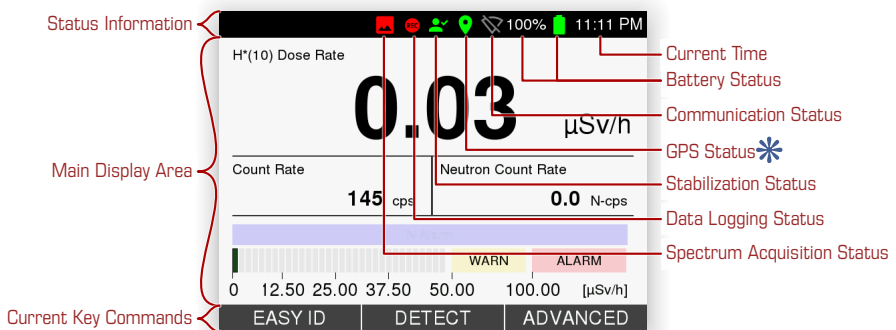 Status Information
REC
100%
11:11 PM
H*(10) Dose Rate
0.03 µSv/h
Count Rate
145 cps
Neutron Count Rate
0.0 N-cps
WARN
ALARM
0 12.50 25.00 37.50 50.00 100.00 [µSv/h]
EASY ID
DETECT
ADVANCED
Main Display Area
Current Key Commands
Current Time
Battery Status
Communication Status
GPS Status
Stabilization Status
Data Logging Status
Spectrum Acquisition Status